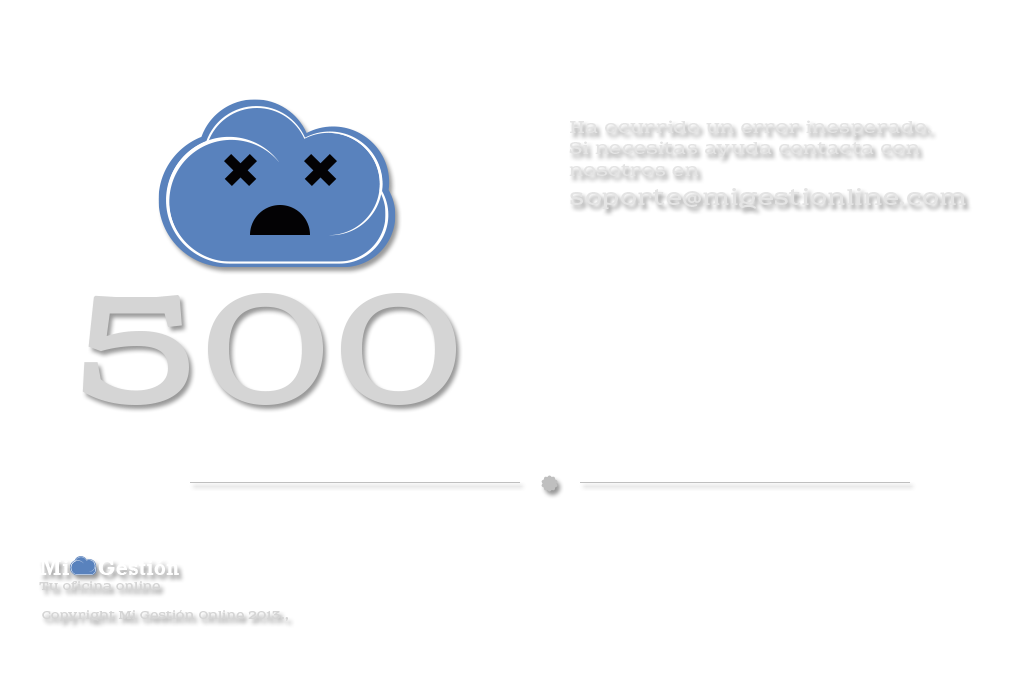 Ha ocurrido un error inesperado.
Si necesitas ayuda contacta con
nosotros en
soporte@migestionline.com
500
Mi Gestión
Tu oficina online
Copyright Mi Gestión Online 2013.,